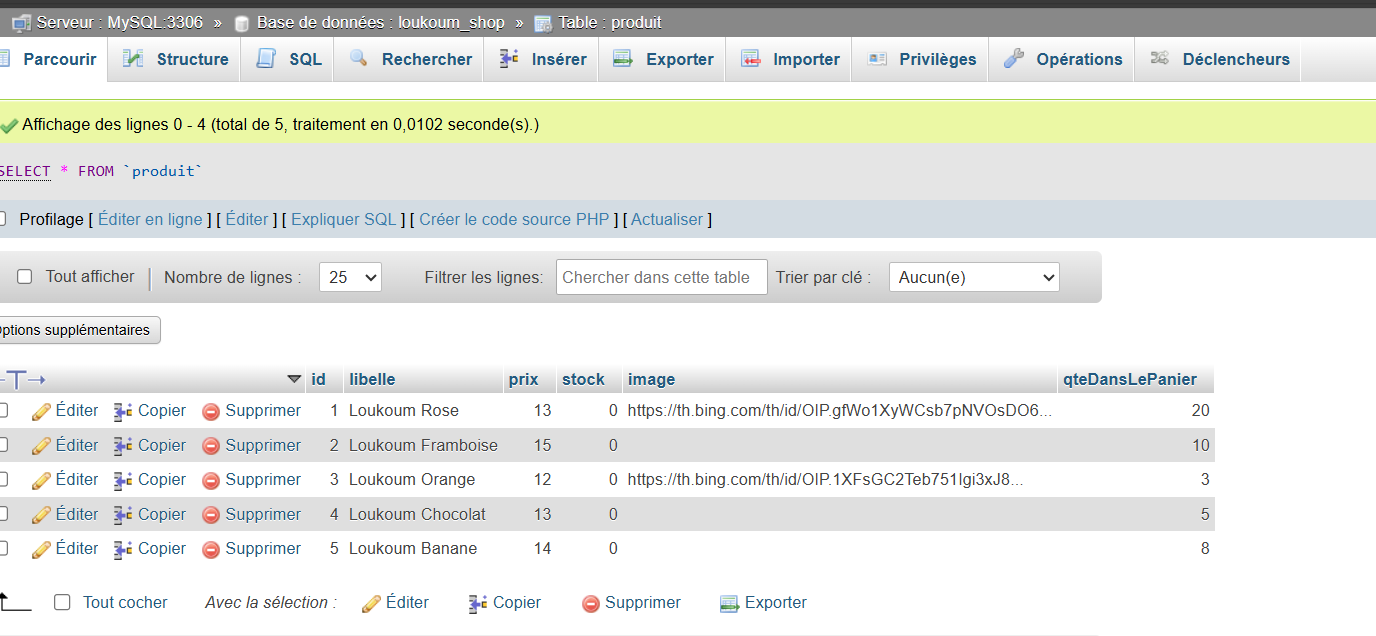 Serveur : MySQL:3306 » Base de données : loukoum_shop » Table : produit
Parcourir Structure SQL Rechercher Insérer Exporter Importer Privilèges Opérations Déclencheurs
Affichage des lignes 0 - 4 (total de 5, traitement en 0,0102 seconde(s).)
SELECT * FROM `produit`
Profilage [ Éditer en ligne ] [ Éditer ] [ Expliquer SQL ] [ Créer le code source PHP ] [ Actualiser ]
Tout afficher Nombre de lignes : 25 Filtrer les lignes: Chercher dans cette table Trier par clé : Aucun(e)
Options supplémentaires
id libelle prix stock image qteDansLePanier
Éditer Copier Supprimer 1 Loukoum Rose 13 0 https://th.bing.com/th/id/OIP.gfWo1XyWCsb7pNVOsDO6... 20
Éditer Copier Supprimer 2 Loukoum Framboise 15 0 10
Éditer Copier Supprimer 3 Loukoum Orange 12 0 https://th.bing.com/th/id/OIP.1XFsGC2Teb751Igi3xJ8... 3
Éditer Copier Supprimer 4 Loukoum Chocolat 13 0 5
Éditer Copier Supprimer 5 Loukoum Banane 14 0 8
Tout cocher Avec la sélection : Éditer Copier Supprimer Exporter